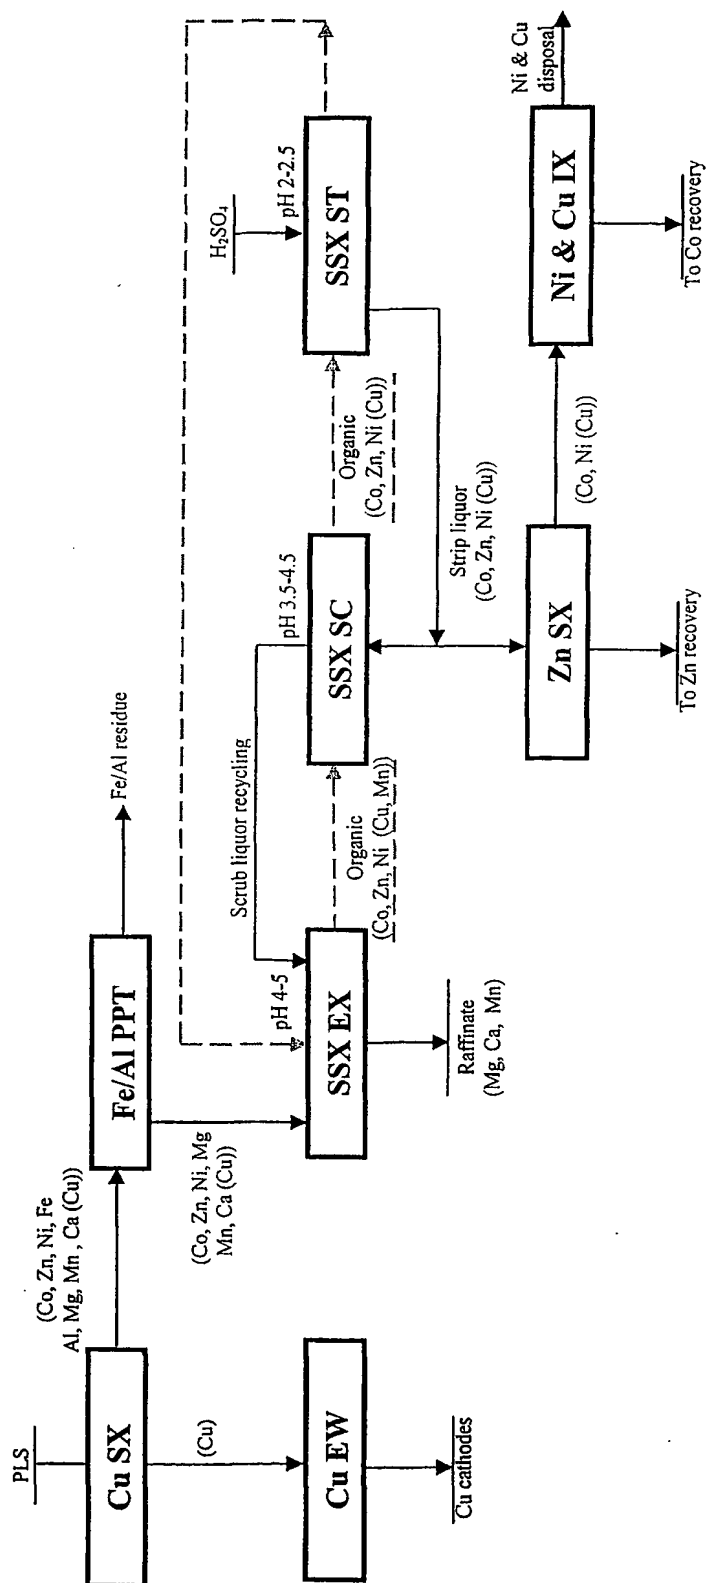 PLS
Cu SX
(Cu)
Cu EW
Cu cathodes
(Co, Zn, Ni, Fe
Al, Mg, Mn , Ca (Cu))
Fe/Al PPT
Fe/Al residue
(Co, Zn, Ni, Mg
Mn, Ca (Cu))
SSX EX
pH 4-5
Raffinate
(Mg, Ca, Mn)
Scrub liquor recycling
Organic
(Co, Zn, Ni (Cu, Mn))
SSX SC
pH 3.5-4.5
Organic
(Co, Zn, Ni (Cu))
H₂SO₄
pH 2-2.5
SSX ST
Strip liquor
(Co, Zn, Ni (Cu))
Zn SX
To Zn recovery
(Co, Ni (Cu))
Ni & Cu IX
Ni & Cu
disposal
To Co recovery